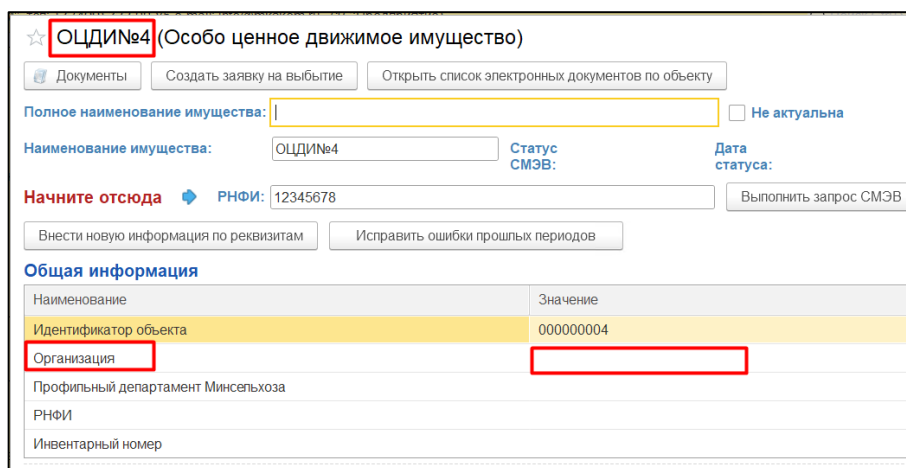 ОЦДИ№4 (Особо ценное движимое имущество)
Документы Создать заявку на выбытие Открыть список электронных документов по объекту
Полное наименование имущества: Не актуальна
Наименование имущества: ОЦДИ№4 Статус СМЭВ: Дата статуса:
Начните отсюда РНФИ: 12345678 Выполнить запрос СМЭВ
Внести новую информация по реквизитам Исправить ошибки прошлых периодов
Общая информация
Наименование Значение
Идентификатор объекта 000000004
Организация
Профильный департамент Минсельхоза
РНФИ
Инвентарный номер